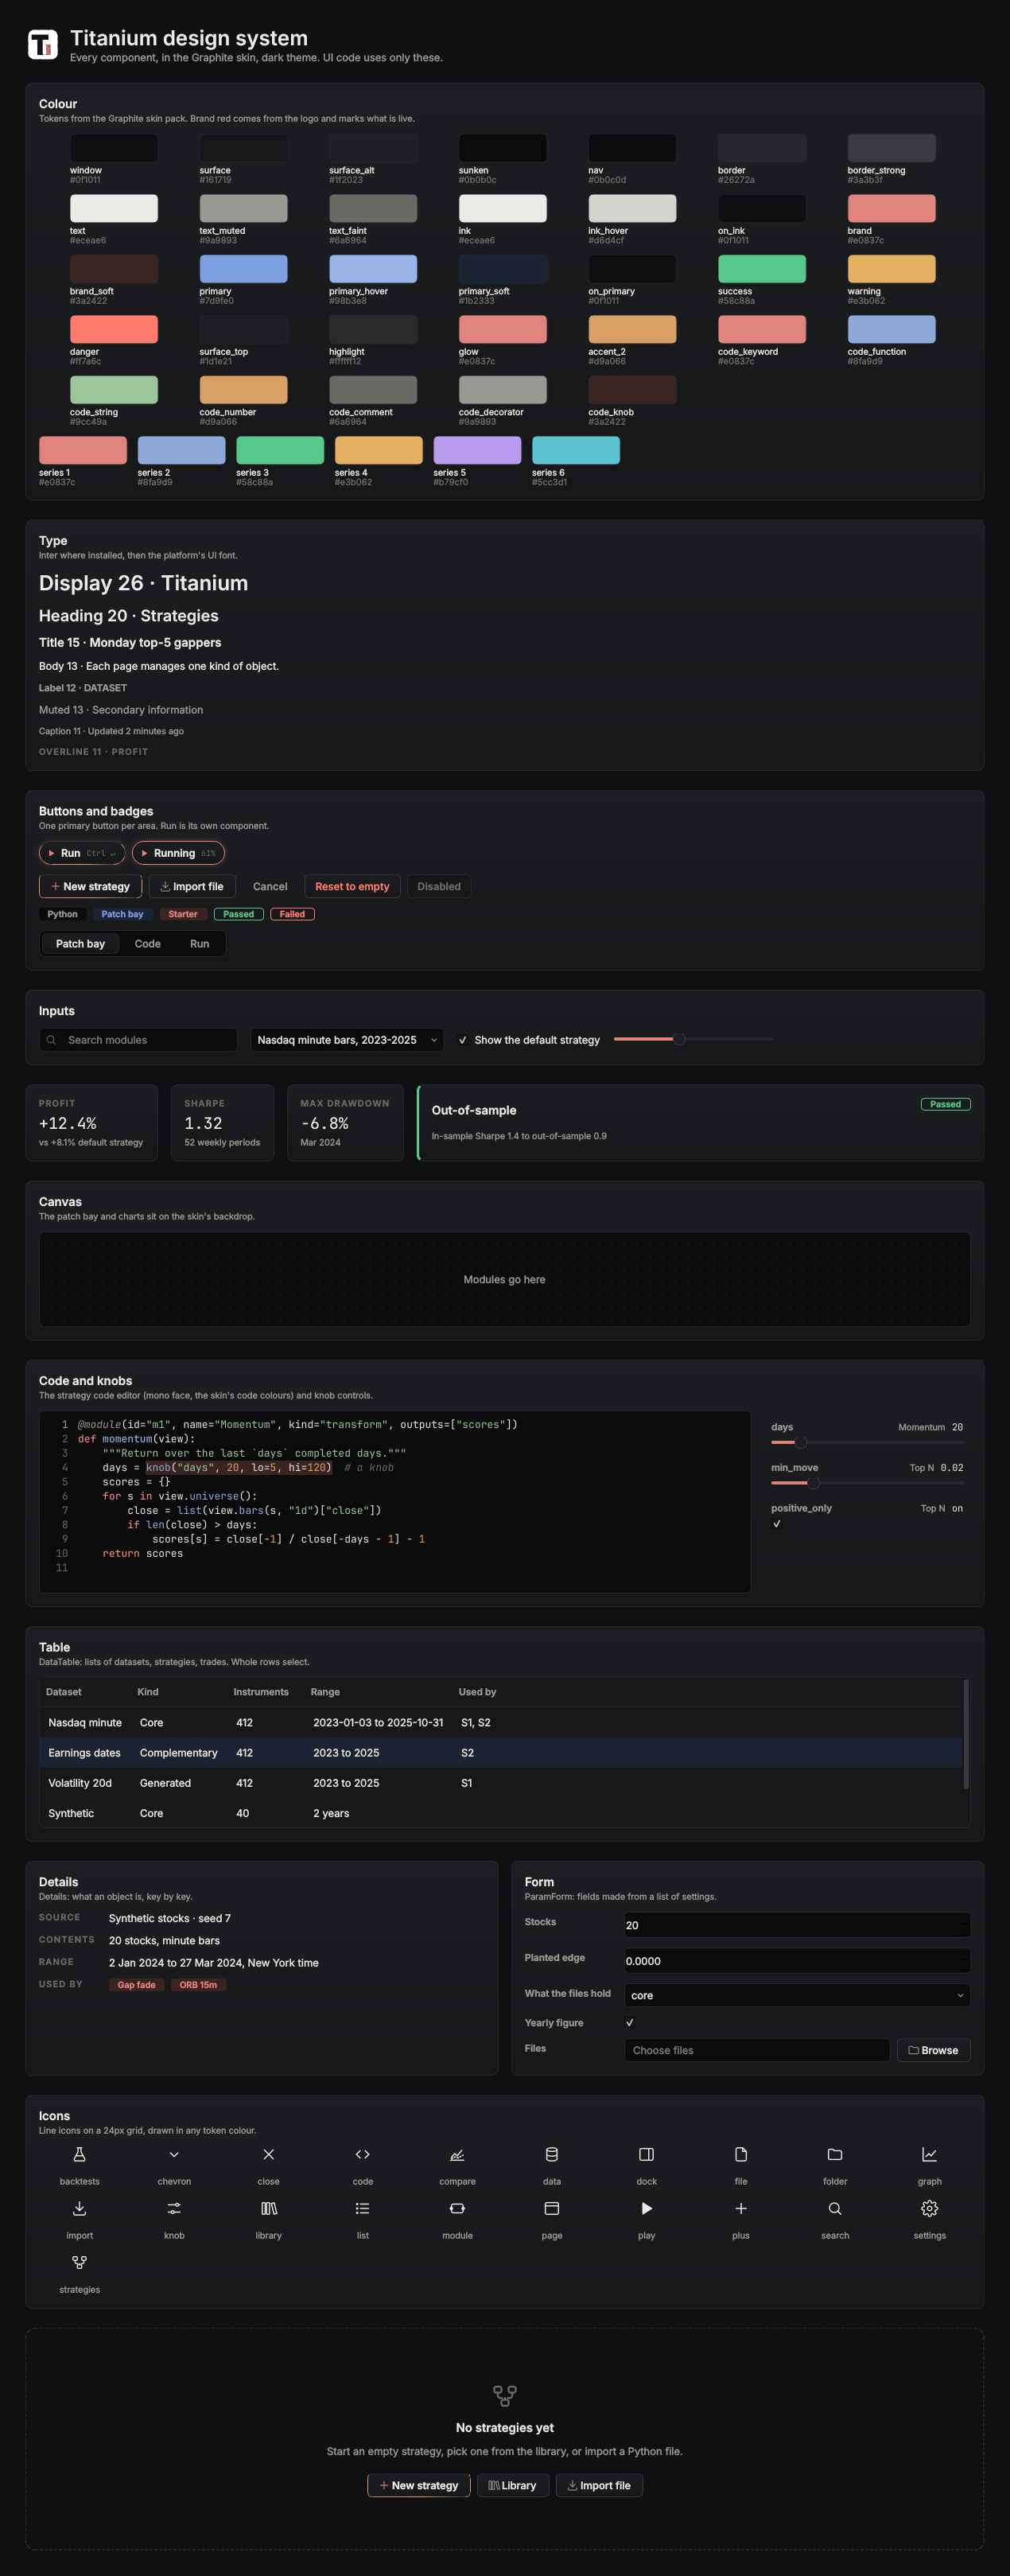 Titanium design system
Every component, in the Graphite skin, dark theme. UI code uses only these.
Colour
Tokens from the Graphite skin pack. Brand red comes from the logo and marks what is live.
window surface surface_alt sunken nav border border_strong
#0f1011 #161719 #1f2023 #0b0b0c #0b0c0d #26272a #3a3b3f
text text_muted text_faint ink ink_hover on_ink brand
#eceae6 #9a9893 #6a6964 #eceae6 #d6d4cf #0f1011 #e0837c
brand_soft primary primary_hover primary_soft on_primary success warning
#3a2422 #7d9fe0 #98b3e8 #1b2333 #0f1011 #58c88a #e3b062
danger surface_top highlight glow accent_2 code_keyword code_function
#ff7a6c #1d1e21 #ffffff12 #e0837c #d9a066 #e0837c #8fa9d9
code_string code_number code_comment code_decorator code_knob
#9cc49a #d9a066 #6a6964 #9a9893 #3a2422
series 1 series 2 series 3 series 4 series 5 series 6
#e0837c #8fa9d9 #58c88a #e3b062 #b79cf0 #5cc3d1
Type
Inter where installed, then the platform's UI font.
Display 26 · Titanium
Heading 20 · Strategies
Title 15 · Monday top-5 gappers
Body 13 · Each page manages one kind of object.
Label 12 · DATASET
Muted 13 · Secondary information
Caption 11 · Updated 2 minutes ago
OVERLINE 11 · PROFIT
Buttons and badges
One primary button per area. Run is its own component.
Run Ctrl ↵ Running 61%
New strategy Import file Cancel Reset to empty Disabled
Python Patch bay Starter Passed Failed
Patch bay Code Run
Inputs
Search modules Nasdaq minute bars, 2023-2025 Show the default strategy
PROFIT SHARPE MAX DRAWDOWN
+12.4% 1.32 -6.8%
vs +8.1% default strategy 52 weekly periods Mar 2024
Out-of-sample Passed
In-sample Sharpe 1.4 to out-of-sample 0.9
Canvas
The patch bay and charts sit on the skin's backdrop.
Modules go here
Code and knobs
The strategy code editor (mono face, the skin's code colours) and knob controls.
1 @module(id="m1", name="Momentum", kind="transform", outputs=["scores"])
2 def momentum(view):
3 """Return over the last `days` completed days."""
4 days = knob("days", 20, lo=5, hi=120) # a knob
5 scores = {}
6 for s in view.universe():
7 close = list(view.bars(s, "1d")["close"])
8 if len(close) > days:
9 scores[s] = close[-1] / close[-days - 1] - 1
10 return scores
11
days Momentum 20
min_move Top N 0.02
positive_only Top N on
Table
DataTable: lists of datasets, strategies, trades. Whole rows select.
Dataset Kind Instruments Range Used by
Nasdaq minute Core 412 2023-01-03 to 2025-10-31 S1, S2
Earnings dates Complementary 412 2023 to 2025 S2
Volatility 20d Generated 412 2023 to 2025 S1
Synthetic Core 40 2 years
Details
Details: what an object is, key by key.
SOURCE Synthetic stocks · seed 7
CONTENTS 20 stocks, minute bars
RANGE 2 Jan 2024 to 27 Mar 2024, New York time
USED BY Gap fade ORB 15m
Form
ParamForm: fields made from a list of settings.
Stocks 20
Planted edge 0.0000
What the files hold core
Yearly figure
Files Choose files Browse
Icons
Line icons on a 24px grid, drawn in any token colour.
backtests chevron close code compare data dock file folder graph
import knob library list module page play plus search settings
strategies
No strategies yet
Start an empty strategy, pick one from the library, or import a Python file.
New strategy Library Import file